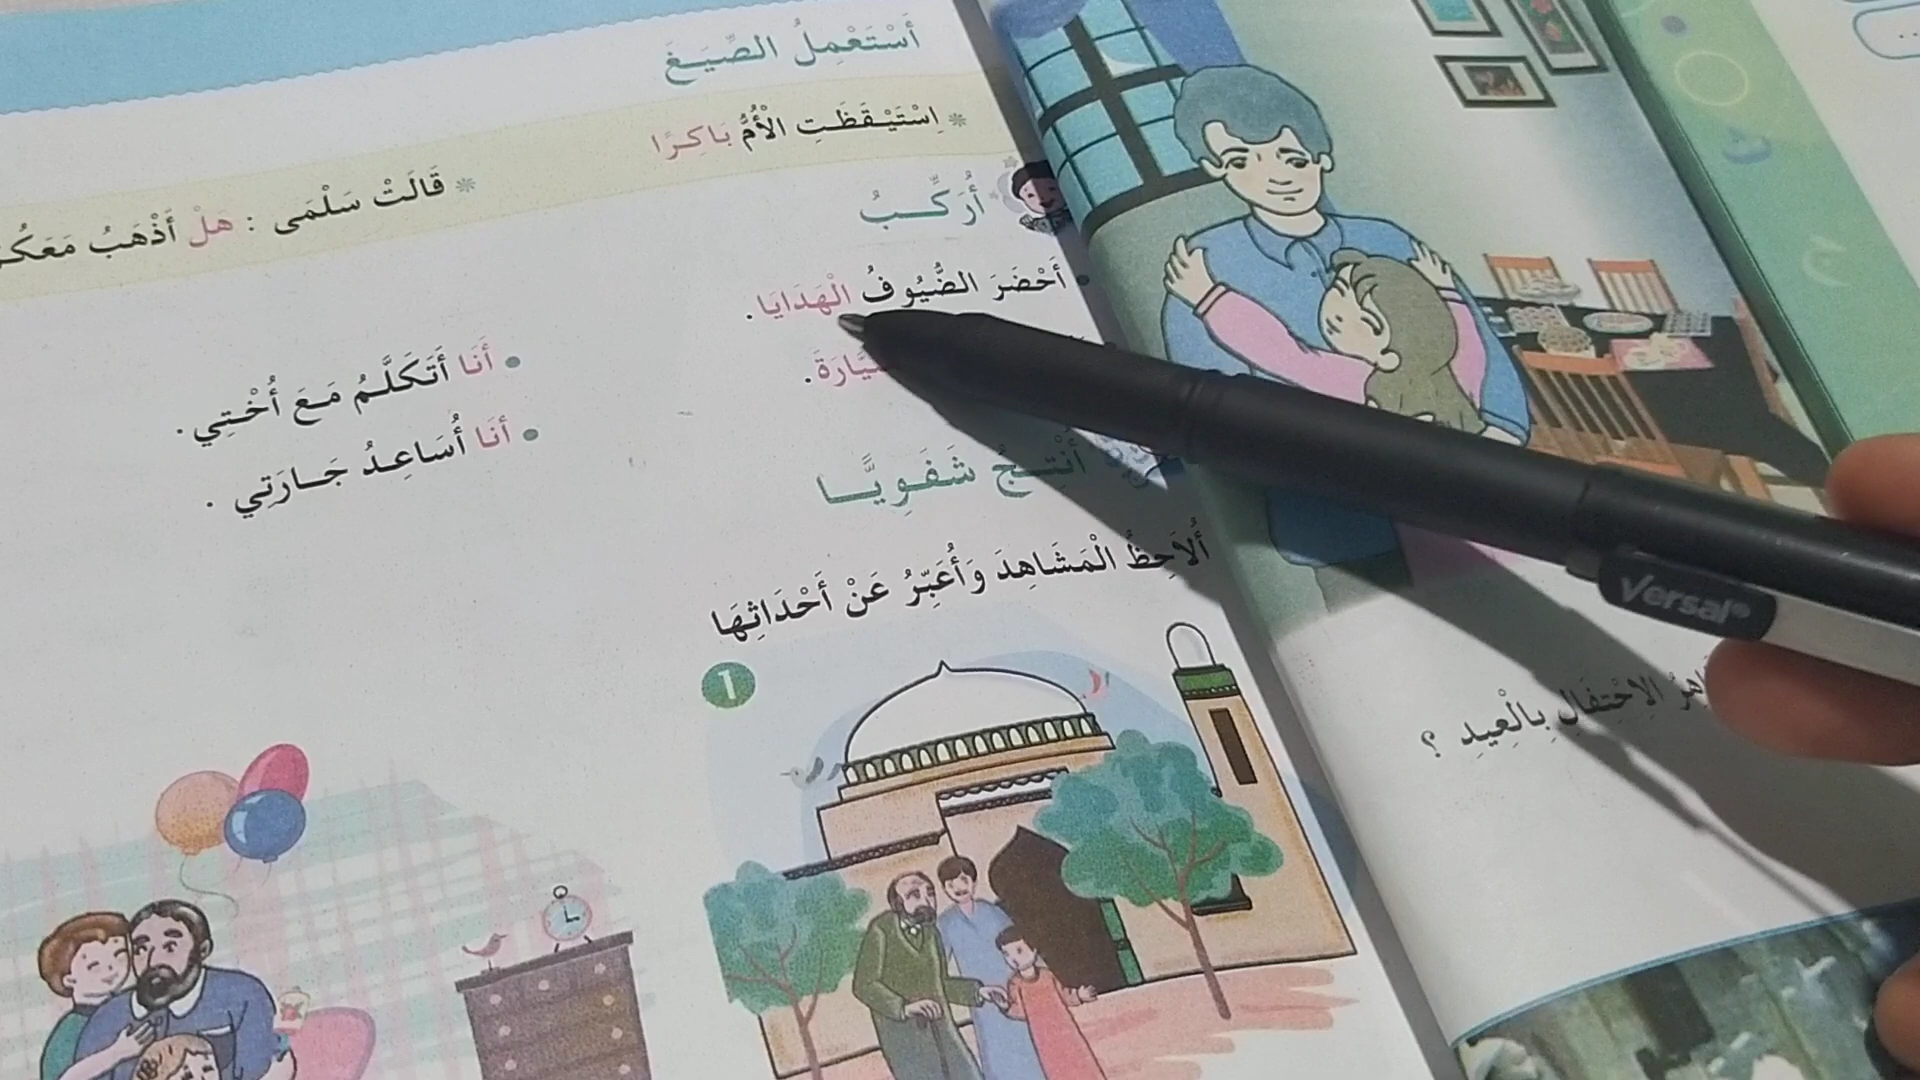 أَسْتَعْمِلُ الصِّيَغَ
* اِسْتَيْقَظَتِ الْأُمُّ بَاكِرًا
* قَالَتْ سَلْمَى : هَلْ أَذْهَبُ
أُرَكِّبُ
• أَحْضَرَ الضُّيُوفُ الْهَدَايَا .
• أَنَا أَتَكَلَّمُ مَعَ أُخْتِي .
• أَنَا أُسَاعِدُ جَارَتِي .
أُنْتِجُ شَفَوِيًّا
أُلَاحِظُ الْمَشَاهِدَ وَأُعَبِّرُ عَنْ أَحْدَاثِهَا
1
الِاحْتِفَالِ بِالْعِيدِ ؟
Versal®